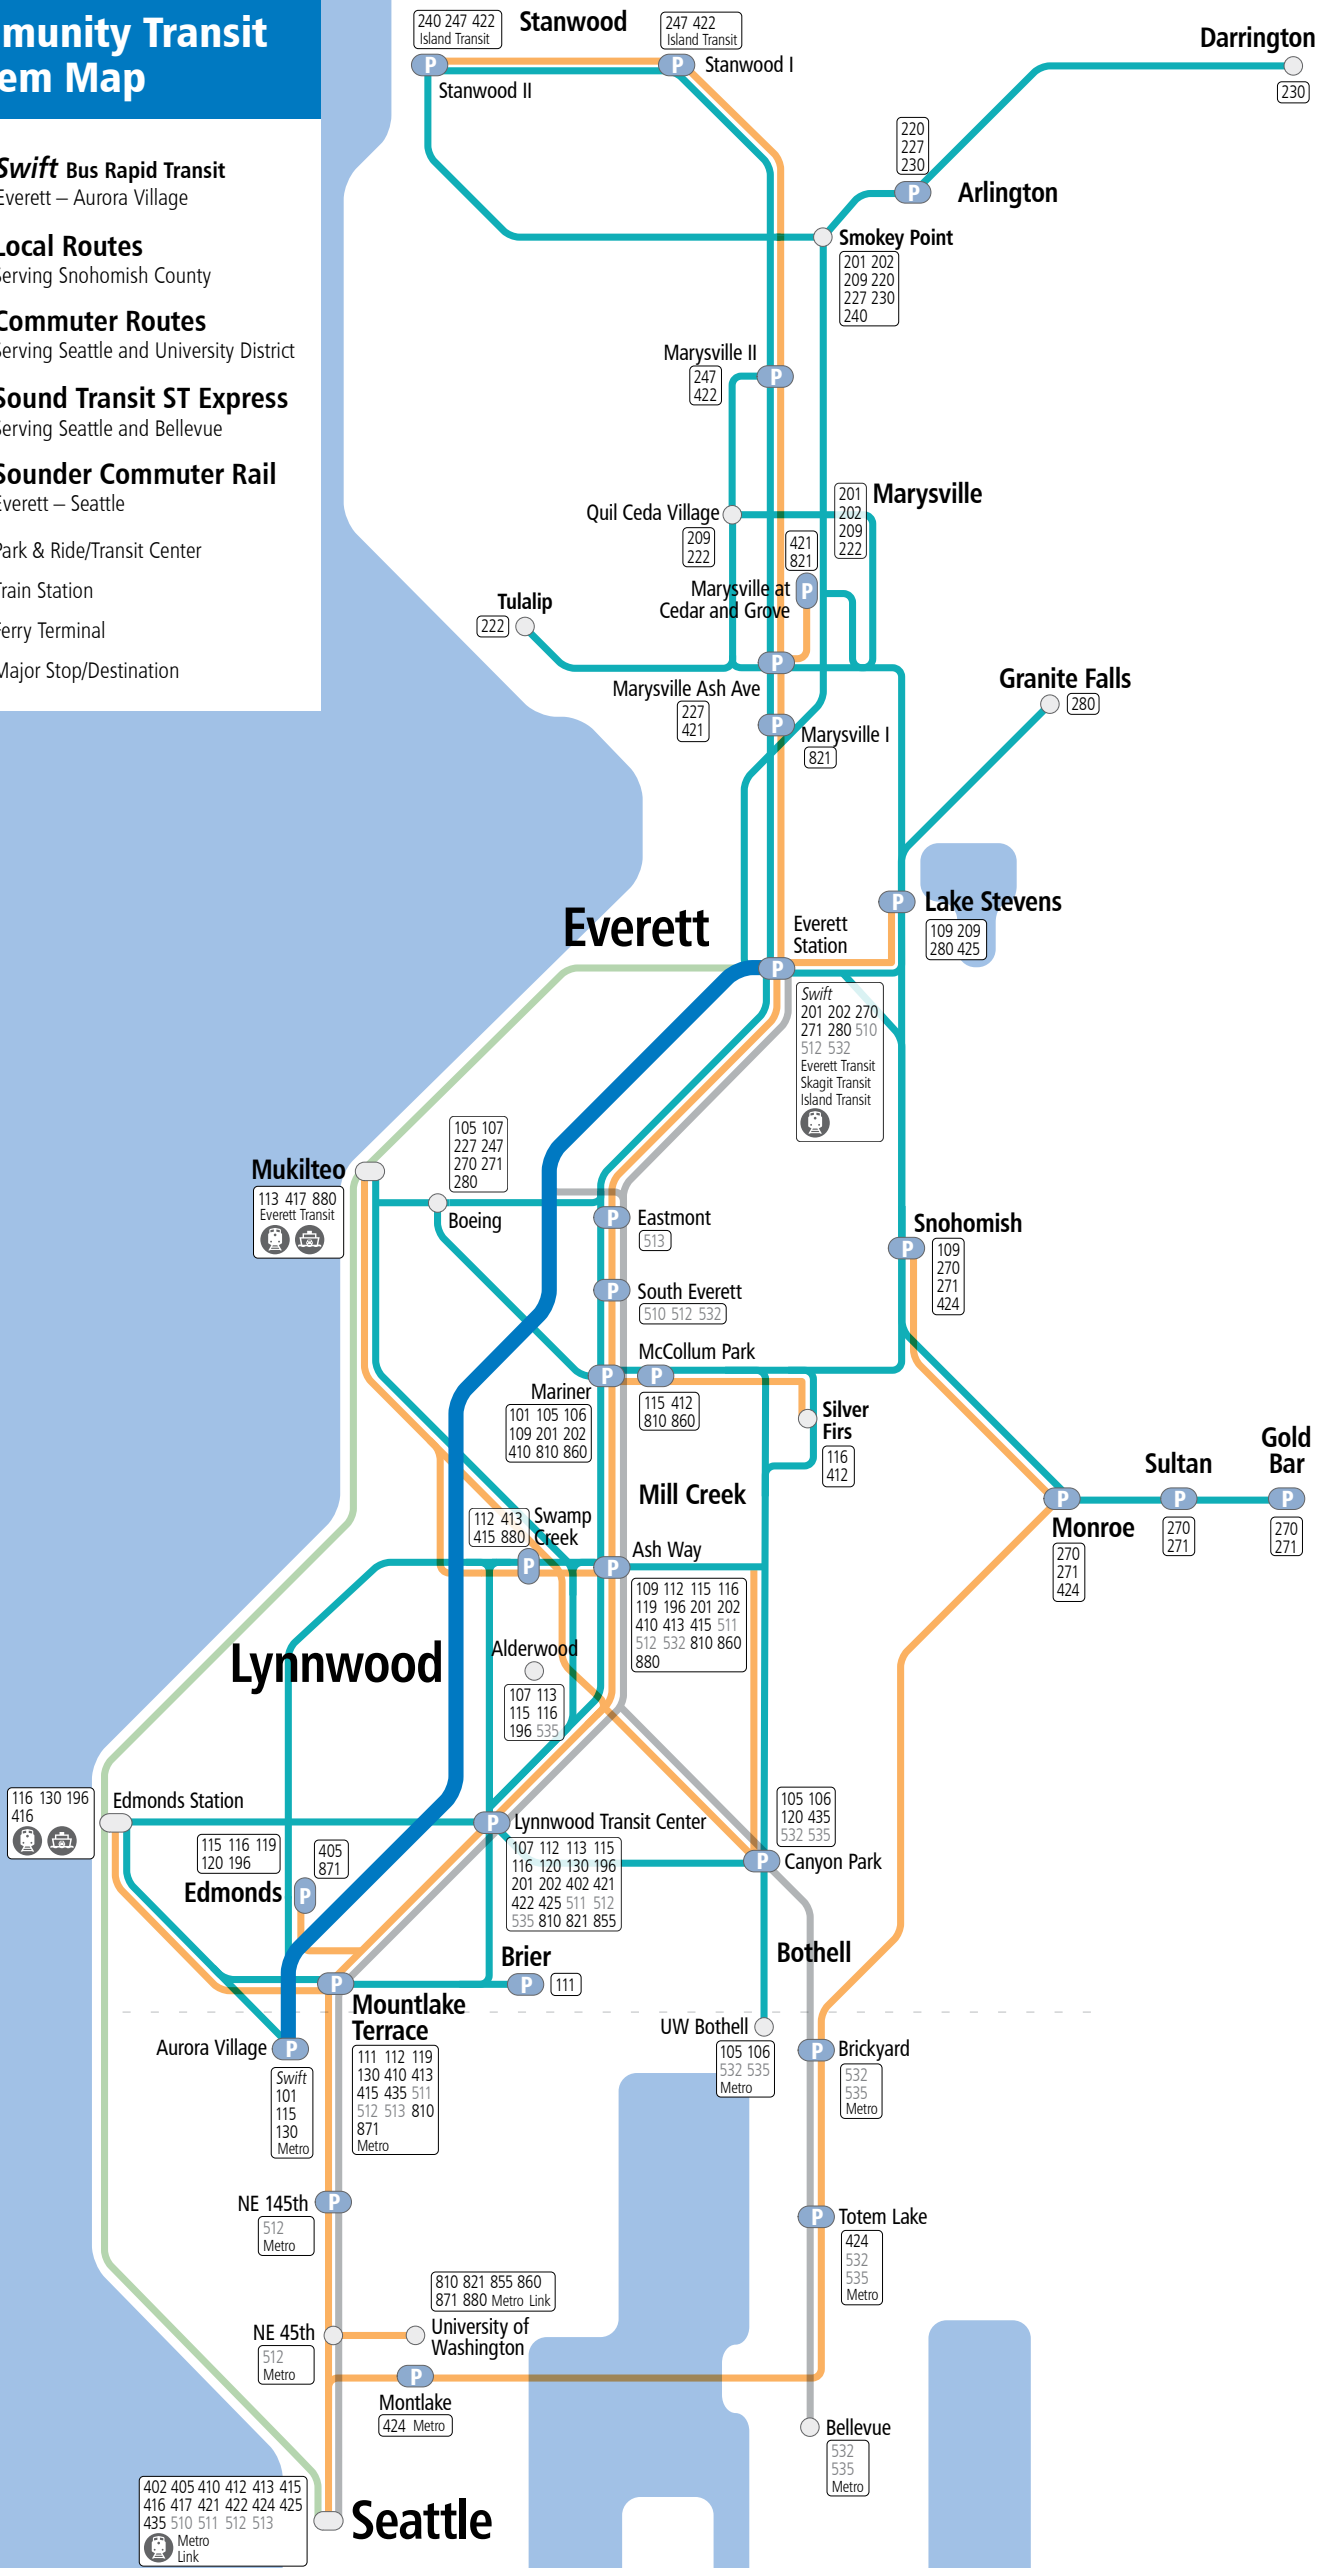 munity Transit
em Map
Swift Bus Rapid Transit
Everett – Aurora Village
Local Routes
Serving Snohomish County
Commuter Routes
Serving Seattle and University District
Sound Transit ST Express
Serving Seattle and Bellevue
Sounder Commuter Rail
Everett – Seattle
Park & Ride/Transit Center
Train Station
Ferry Terminal
Major Stop/Destination
240 247 422
Island Transit
Stanwood
247 422
Island Transit
P
Stanwood II
P
Stanwood I
Darrington
230
220
227
230
P
Arlington
Smokey Point
201 202
209 220
227 230
240
Marysville II
P
247
422
Quil Ceda Village
209
222
201
202
209
222
Marysville
421
821
Marysville at
Cedar and Grove
P
Tulalip
222
P
Marysville Ash Ave
227
421
P
Marysville I
821
Granite Falls
280
P
Lake Stevens
109 209
280 425
Everett
Everett
Station
P
Swift
201 202 270
271 280 510
512 532
Everett Transit
Skagit Transit
Island Transit
Mukilteo
113 417 880
Everett Transit
105 107
227 247
270 271
280
Boeing
P
Eastmont
513
P
South Everett
510 512 532
Snohomish
P
109
270
271
424
McCollum Park
P
115 412
810 860
P
Mariner
101 105 106
109 201 202
410 810 860
Silver
Firs
116
412
Mill Creek
Gold
Bar
Sultan
P
P
P
Monroe
270
271
424
270
271
270
271
112 413
415 880
Swamp
Creek
P
Ash Way
P
109 112 115 116
119 196 201 202
410 413 415 511
512 532 810 860
880
Lynnwood
Alderwood
107 113
115 116
196 535
116 130 196
416
Edmonds Station
P
Lynnwood Transit Center
107 112 113 115
116 120 130 196
201 202 402 421
422 425 511 512
535 810 821 855
105 106
120 435
532 535
P
Canyon Park
115 116 119
120 196
405
871
Edmonds
P
Bothell
Brier
P
111
P
Mountlake
Terrace
111 112 119
130 410 413
415 435 511
512 513 810
871
Metro
Aurora Village
P
Swift
101
115
130
Metro
UW Bothell
105 106
532 535
Metro
P
Brickyard
532
535
Metro
NE 145th
P
512
Metro
P
Totem Lake
424
532
535
Metro
810 821 855 860
871 880 Metro Link
NE 45th
512
Metro
University of
Washington
P
Montlake
424 Metro
Bellevue
532
535
Metro
402 405 410 412 413 415
416 417 421 422 424 425
435 510 511 512 513
Metro
Link
Seattle